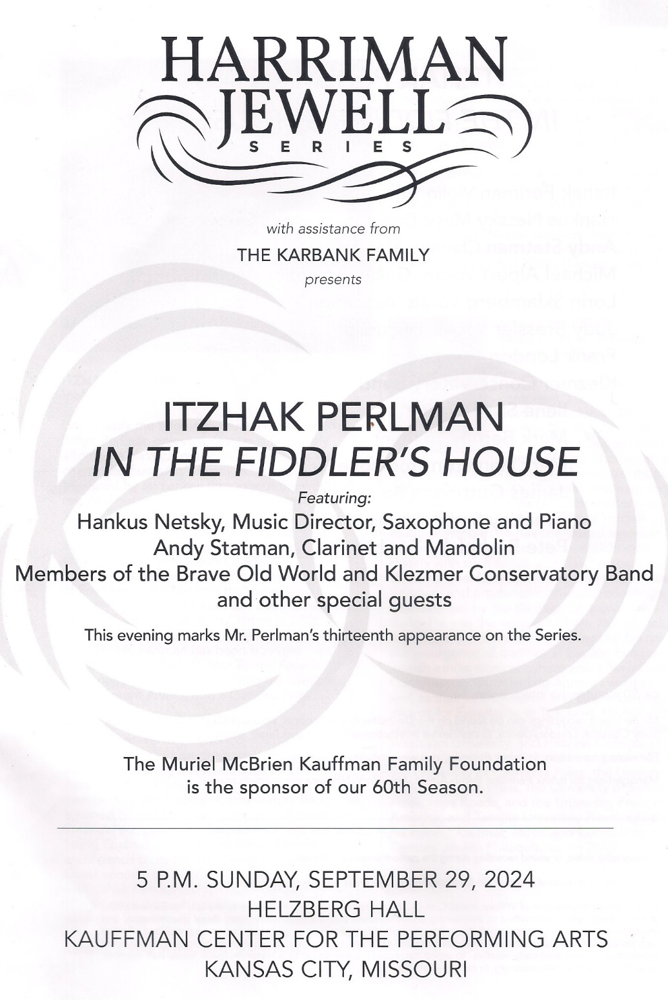 HARRIMAN
JEWELL
SERIES
with assistance from
THE KARBANK FAMILY
presents
ITZHAK PERLMAN
IN THE FIDDLER'S HOUSE
Featuring:
Hankus Netsky, Music Director, Saxophone and Piano
Andy Statman, Clarinet and Mandolin
Members of the Brave Old World and Klezmer Conservatory Band
and other special guests
This evening marks Mr. Perlman's thirteenth appearance on the Series.
The Muriel McBrien Kauffman Family Foundation
is the sponsor of our 60th Season.
5 P.M. SUNDAY, SEPTEMBER 29, 2024
HELZBERG HALL
KAUFFMAN CENTER FOR THE PERFORMING ARTS
KANSAS CITY, MISSOURI